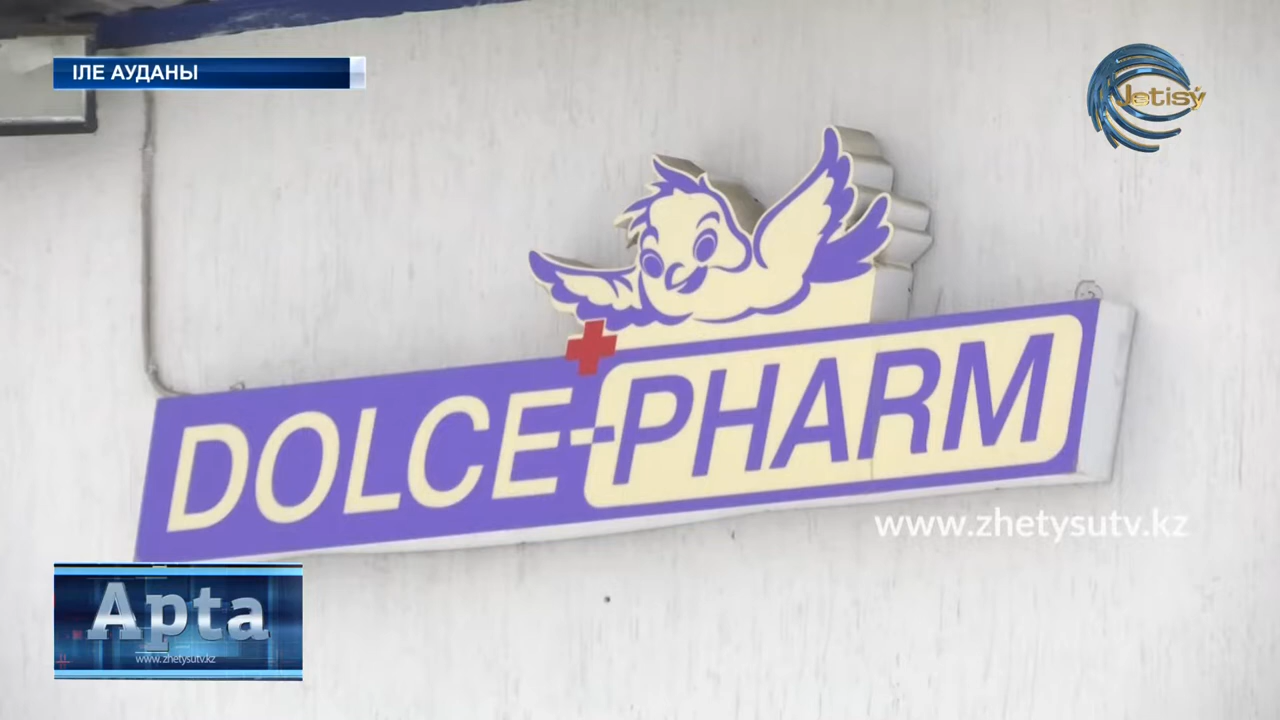 ІЛЕ АУДАНЫ
Jetisý
DOLCE-PHARM
www.zhetysutv.kz
Apta
www.zhetysutv.kz